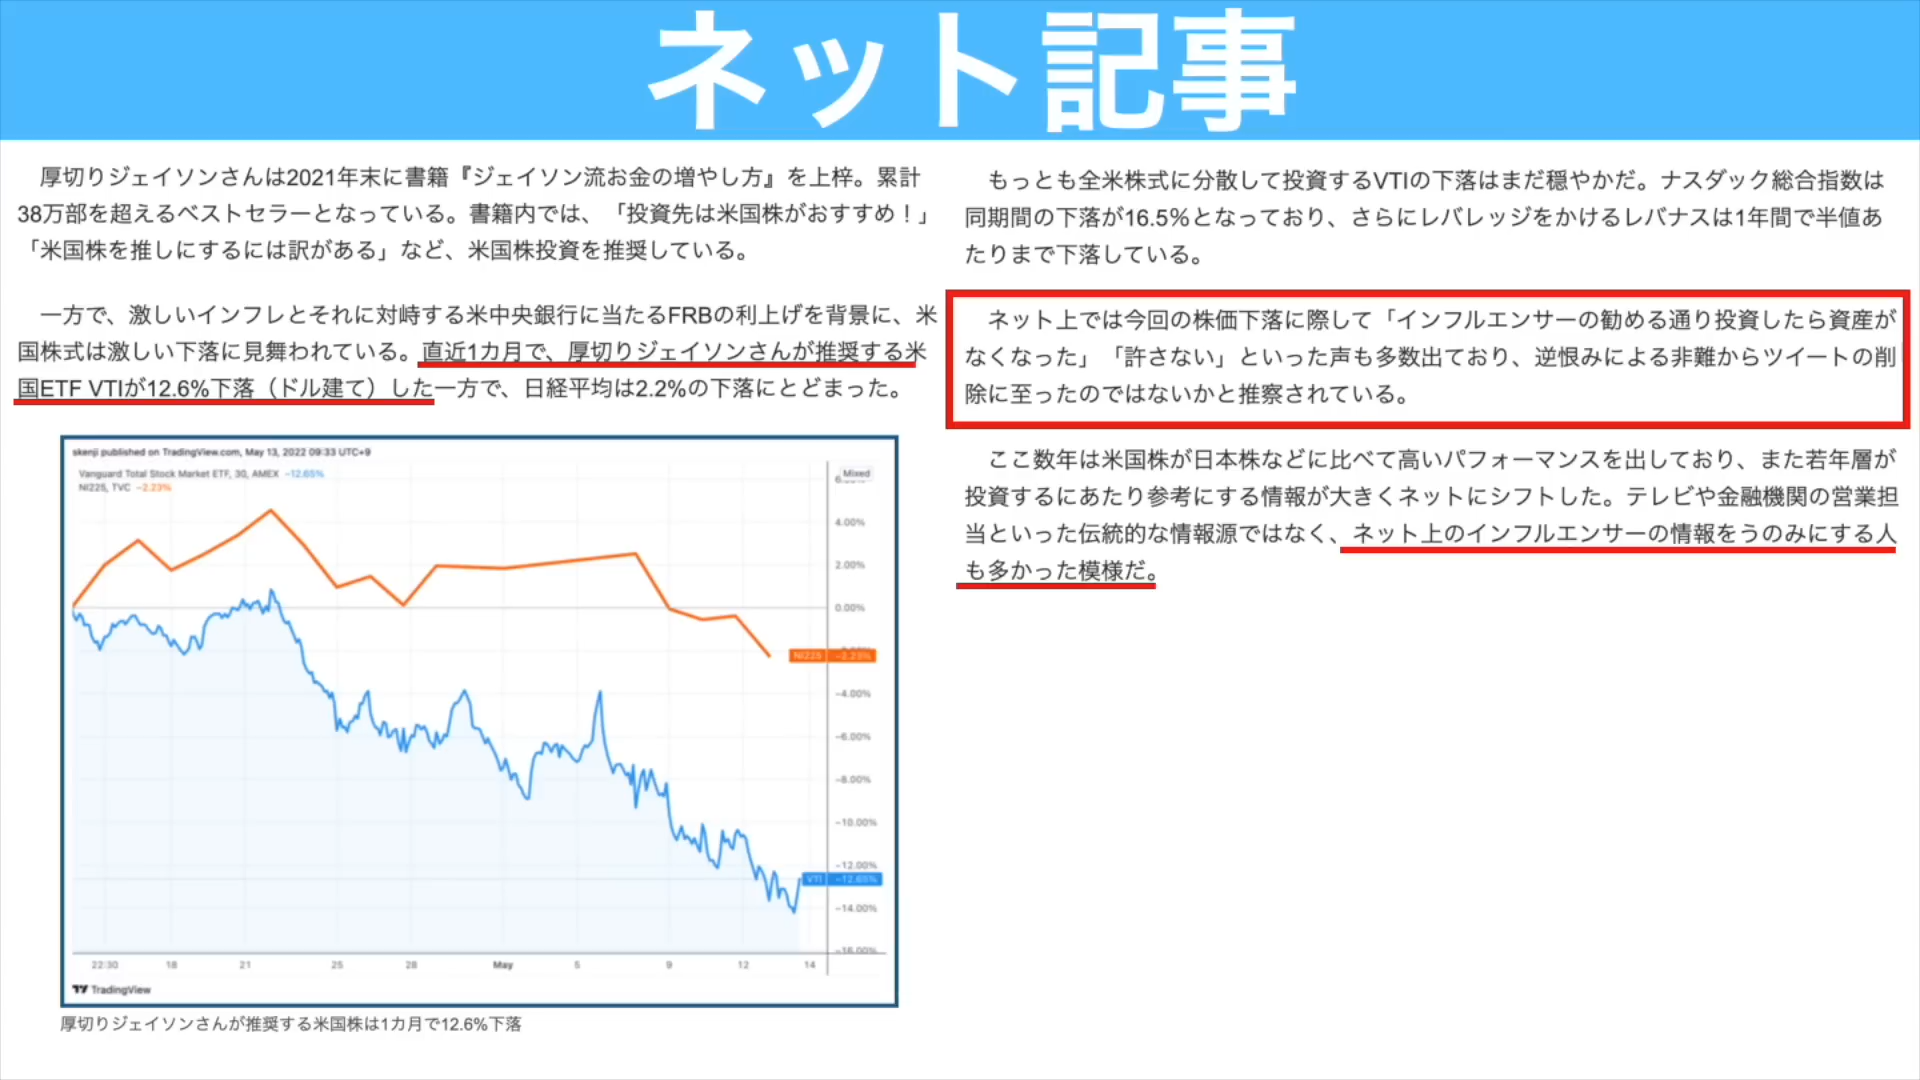 ネット記事
厚切りジェイソンさんは2021年末に書籍『ジェイソン流お金の増やし方』を上梓。累計
38万部を超えるベストセラーとなっている。書籍内では、「投資先は米国株がおすすめ！」
「米国株を推しにするには訳がある」など、米国株投資を推奨している。
一方で、激しいインフレとそれに対峙する米中央銀行に当たるFRBの利上げを背景に、米
国株式は激しい下落に見舞われている。直近1カ月で、厚切りジェイソンさんが推奨する米
国ETF VTIが12.6%下落（ドル建て）した一方で、日経平均は2.2%の下落にとどまった。
skenji published on TradingView.com, May 13, 2022 09:33 UTC+9
Vanguard Total Stock Market ETF, 30, AMEX −12.65%
NI225, TVC −2.23%
Mixed
4.00%
2.00%
0.00%
NI225 −2.23%
−4.00%
−6.00%
−8.00%
−10.00%
−12.00%
VTI −12.65%
−14.00%
−16.00%
22:30 18 21 25 28 May 5 9 12 14
TradingView
厚切りジェイソンさんが推奨する米国株は1カ月で12.6%下落
もっとも全米株式に分散して投資するVTIの下落はまだ穏やかだ。ナスダック総合指数は
同期間の下落が16.5%となっており、さらにレバレッジをかけるレバナスは1年間で半値あ
たりまで下落している。
ネット上では今回の株価下落に際して「インフルエンサーの勧める通り投資したら資産が
なくなった」「許さない」といった声も多数出ており、逆恨みによる非難からツイートの削
除に至ったのではないかと推察されている。
ここ数年は米国株が日本株などに比べて高いパフォーマンスを出しており、また若年層が
投資するにあたり参考にする情報が大きくネットにシフトした。テレビや金融機関の営業担
当といった伝統的な情報源ではなく、ネット上のインフルエンサーの情報をうのみにする人
も多かった模様だ。